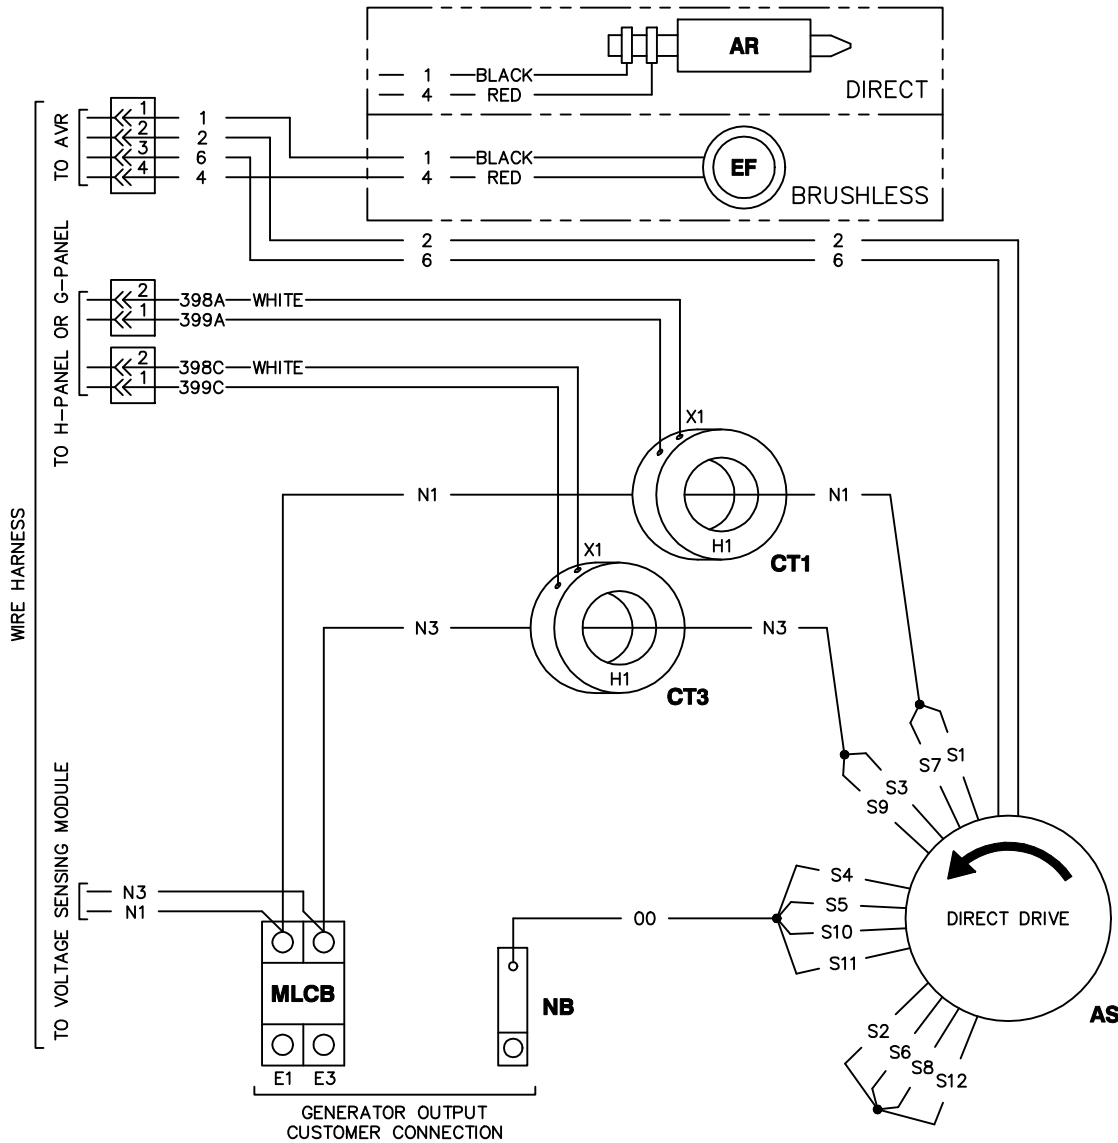 AR
1 BLACK
4 RED
DIRECT
TO AVR
1 1
2 2
3 6
4 4
1 BLACK
4 RED
EF
BRUSHLESS
2 2
6 6
TO H-PANEL OR G-PANEL
2 398A WHITE
1 399A
2 398C WHITE
1 399C
X1
N1 N1
H1
CT1
X1
N3 N3
H1
CT3
WIRE HARNESS
S7 S1
S9 S3
TO VOLTAGE SENSING MODULE
N3
N1
S4
S5
S10
S11
00
DIRECT DRIVE
MLCB
NB
AS
S2
S6
S8
S12
E1 E3
GENERATOR OUTPUT
CUSTOMER CONNECTION